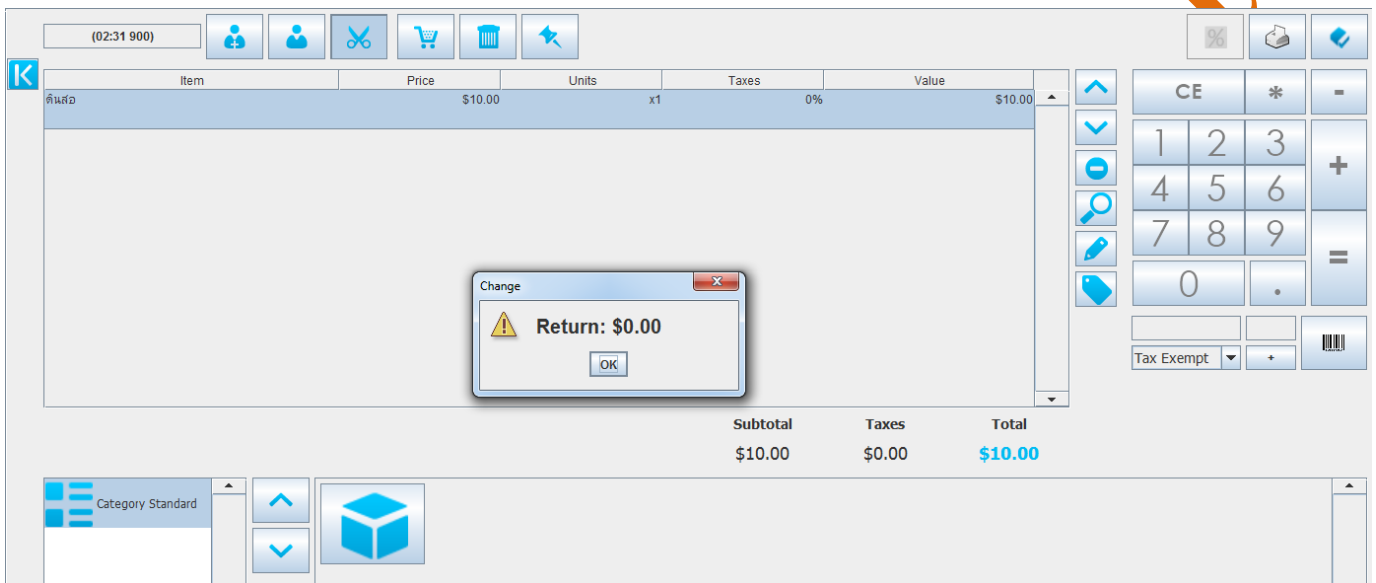 (02:31 900)
%
Item Price Units Taxes Value
ดินสอ $10.00 x1 0% $10.00
CE * -
1 2 3 +
4 5 6
7 8 9 =
0 .
Change
Return: $0.00
OK
Tax Exempt +
Subtotal Taxes Total
$10.00 $0.00 $10.00
Category Standard